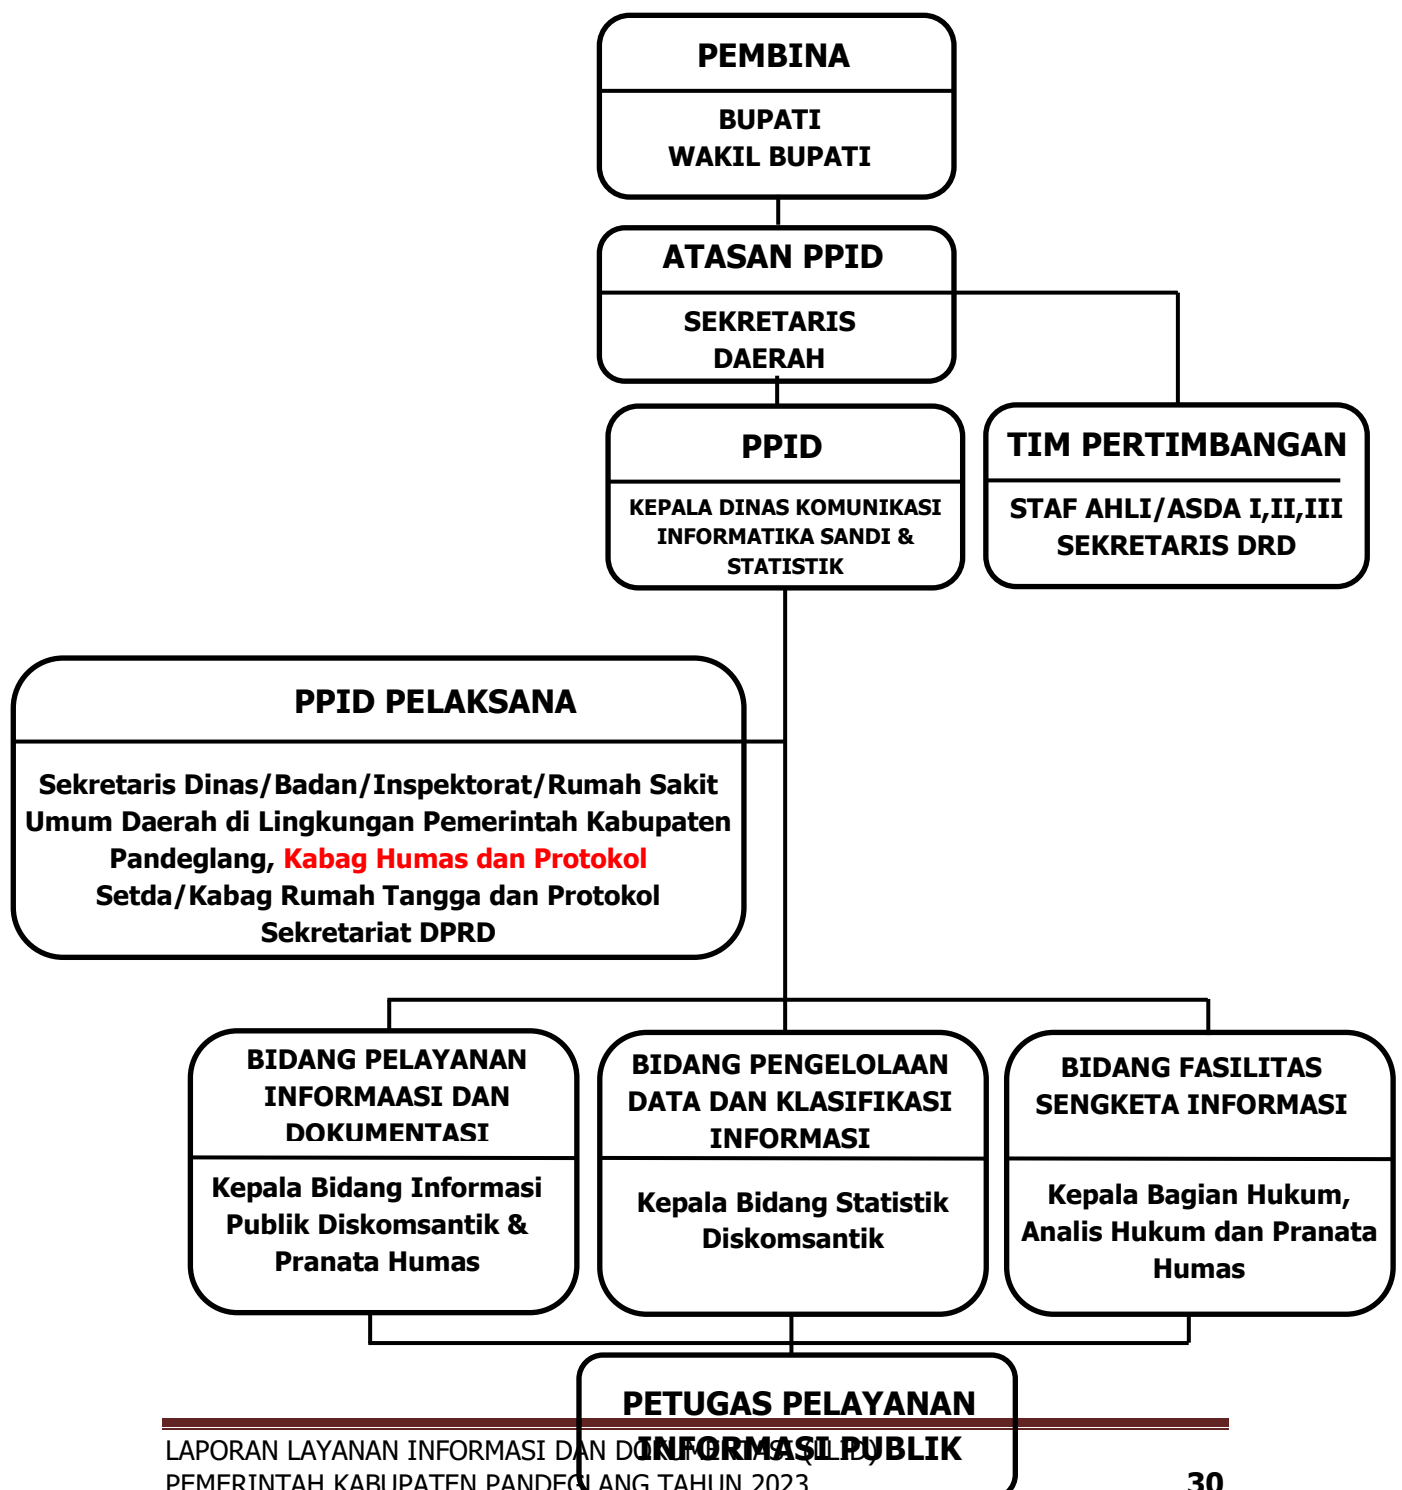 PEMBINA
BUPATI
WAKIL BUPATI
ATASAN PPID
SEKRETARIS
DAERAH
PPID
KEPALA DINAS KOMUNIKASI
INFORMATIKA SANDI &
STATISTIK
TIM PERTIMBANGAN
STAF AHLI/ASDA I,II,III
SEKRETARIS DRD
PPID PELAKSANA
Sekretaris Dinas/Badan/Inspektorat/Rumah Sakit
Umum Daerah di Lingkungan Pemerintah Kabupaten
Pandeglang, Kabag Humas dan Protokol
Setda/Kabag Rumah Tangga dan Protokol
Sekretariat DPRD
BIDANG PELAYANAN
INFORMAASI DAN
DOKUMENTASI
Kepala Bidang Informasi
Publik Diskomsantik &
Pranata Humas
BIDANG PENGELOLAAN
DATA DAN KLASIFIKASI
INFORMASI
Kepala Bidang Statistik
Diskomsantik
BIDANG FASILITAS
SENGKETA INFORMASI
Kepala Bagian Hukum,
Analis Hukum dan Pranata
Humas
PETUGAS PELAYANAN
INFORMASI PUBLIK
LAPORAN LAYANAN INFORMASI DAN DOKUMENTASI (LLID)
PEMERINTAH KABUPATEN PANDEGLANG TAHUN 2023
30